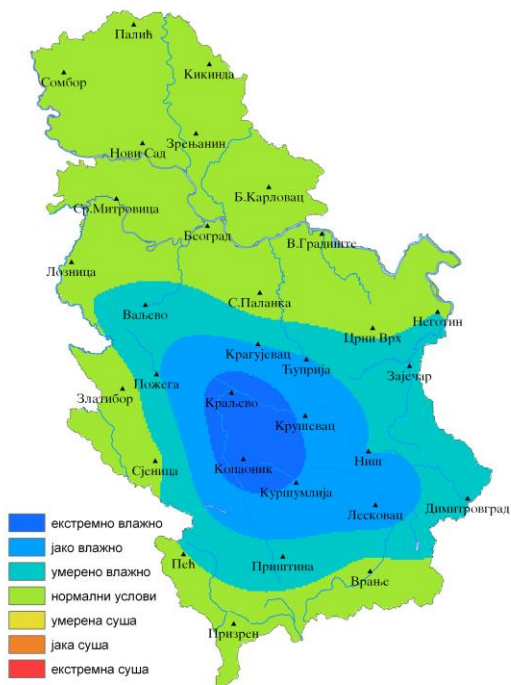 Палић
Сомбор
Кикинда
Зрењанин
Нови Сад
Б.Карловац
Ср.Митровица
Београд
В.Градиште
Лозница
С.Паланка
Ваљево
Неготин
Црни Врх
Крагујевац
Ћуприја
Зајечар
Пожега
Златибор
Краљево
Крушевац
Ниш
Сјеница
Копаоник
Куршумлија
Лесковац
Димитровград
Пећ
Приштина
Врање
Призрен
екстремно влажно
јако влажно
умерено влажно
нормални услови
умерена суша
јака суша
екстремна суша